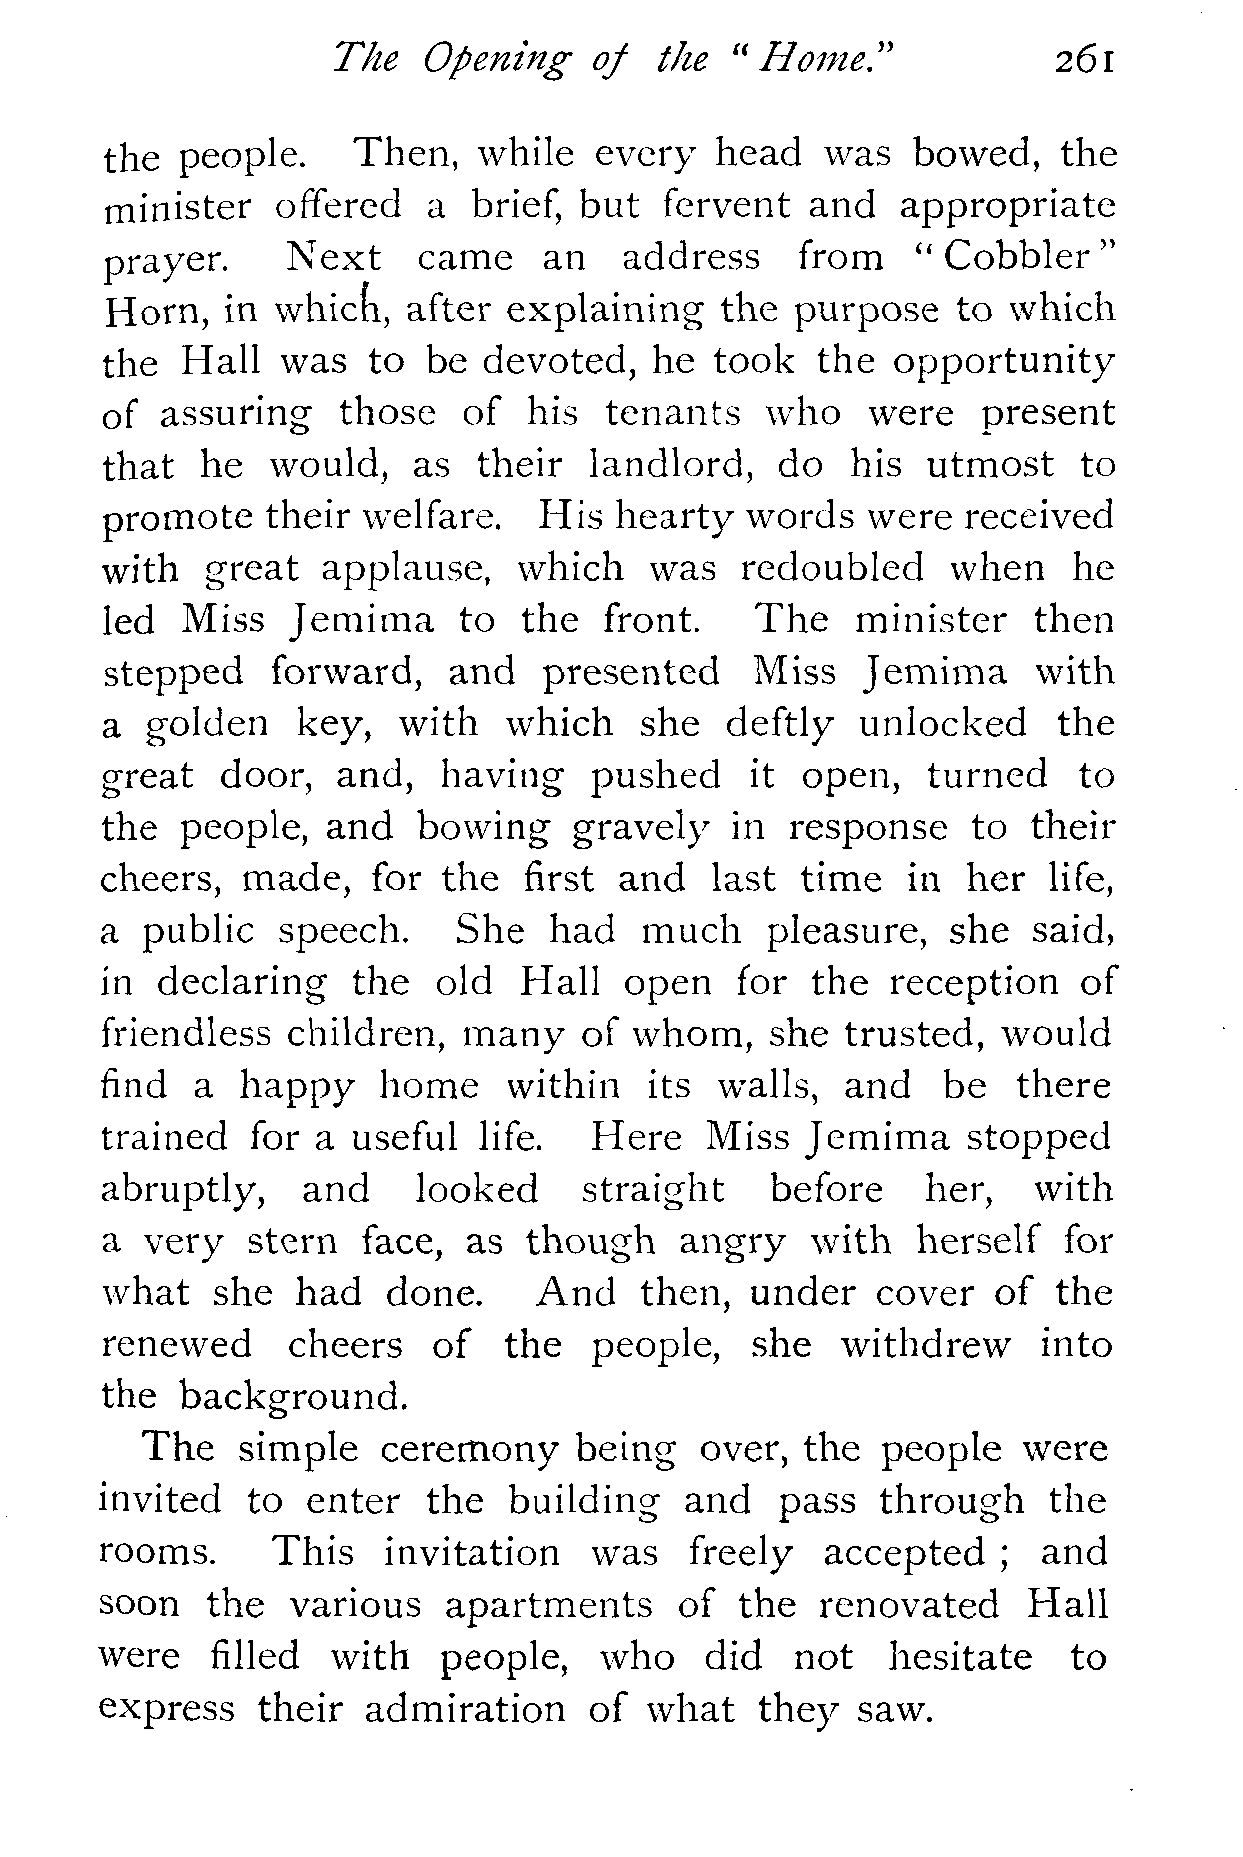 The Opening of the "Home." 261
the people. Then, while every head was bowed, the
minister offered a brief, but fervent and appropriate
prayer. Next came an address from "Cobbler"
Horn, in which, after explaining the purpose to which
the Hall was to be devoted, he took the opportunity
of assuring those of his tenants who were present
that he would, as their landlord, do his utmost to
promote their welfare. His hearty words were received
with great applause, which was redoubled when he
led Miss Jemima to the front. The minister then
stepped forward, and presented Miss Jemima with
a golden key, with which she deftly unlocked the
great door, and, having pushed it open, turned to
the people, and bowing gravely in response to their
cheers, made, for the first and last time in her life,
a public speech. She had much pleasure, she said,
in declaring the old Hall open for the reception of
friendless children, many of whom, she trusted, would
find a happy home within its walls, and be there
trained for a useful life. Here Miss Jemima stopped
abruptly, and looked straight before her, with
a very stern face, as though angry with herself for
what she had done. And then, under cover of the
renewed cheers of the people, she withdrew into
the background.
The simple ceremony being over, the people were
invited to enter the building and pass through the
rooms. This invitation was freely accepted ; and
soon the various apartments of the renovated Hall
were filled with people, who did not hesitate to
express their admiration of what they saw.